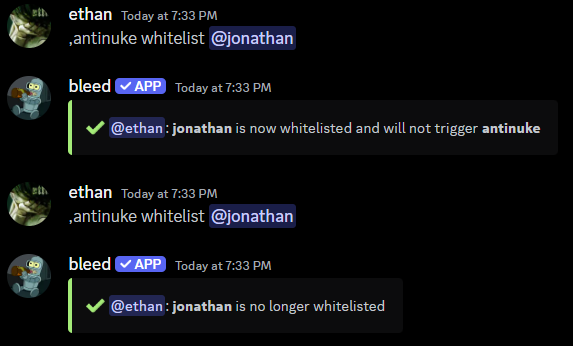 ethan Today at 7:33 PM
,antinuke whitelist @jonathan
bleed ✓ APP Today at 7:33 PM
@ethan: jonathan is now whitelisted and will not trigger antinuke
ethan Today at 7:33 PM
,antinuke whitelist @jonathan
bleed ✓ APP Today at 7:33 PM
@ethan: jonathan is no longer whitelisted